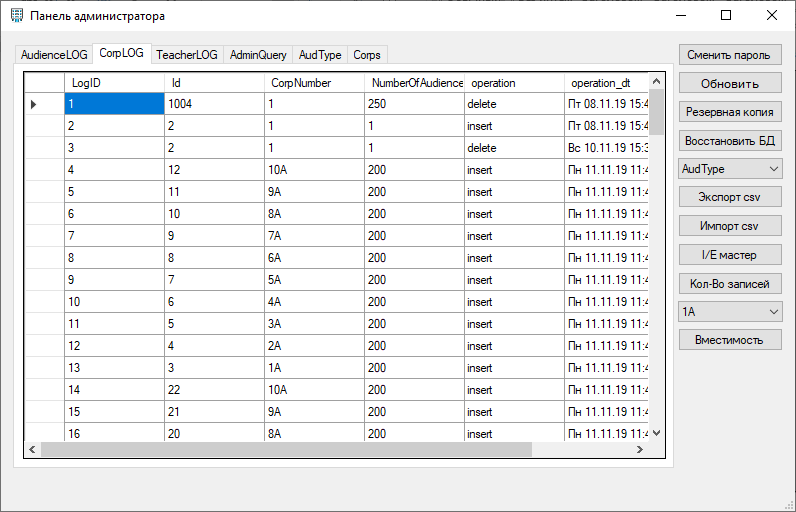 Панель администратора
AudienceLOG CorpLOG TeacherLOG AdminQuery AudType Corps
LogID Id CorpNumber NumberOfAudience operation operation_dt
1 1004 1 250 delete Пт 08.11.19 15:4
2 2 1 1 insert Пт 08.11.19 15:4
3 2 1 1 delete Вс 10.11.19 15:3
4 12 10A 200 insert Пн 11.11.19 11:4
5 11 9A 200 insert Пн 11.11.19 11:4
6 10 8A 200 insert Пн 11.11.19 11:4
7 9 7A 200 insert Пн 11.11.19 11:4
8 8 6A 200 insert Пн 11.11.19 11:4
9 7 5A 200 insert Пн 11.11.19 11:4
10 6 4A 200 insert Пн 11.11.19 11:4
11 5 3A 200 insert Пн 11.11.19 11:4
12 4 2A 200 insert Пн 11.11.19 11:4
13 3 1A 200 insert Пн 11.11.19 11:4
14 22 10A 200 insert Пн 11.11.19 11:4
15 21 9A 200 insert Пн 11.11.19 11:4
16 20 8A 200 insert Пн 11.11.19 11:4
Сменить пароль
Обновить
Резервная копия
Восстановить БД
AudType
Экспорт csv
Импорт csv
I/E мастер
Кол-Во записей
1A
Вместимость